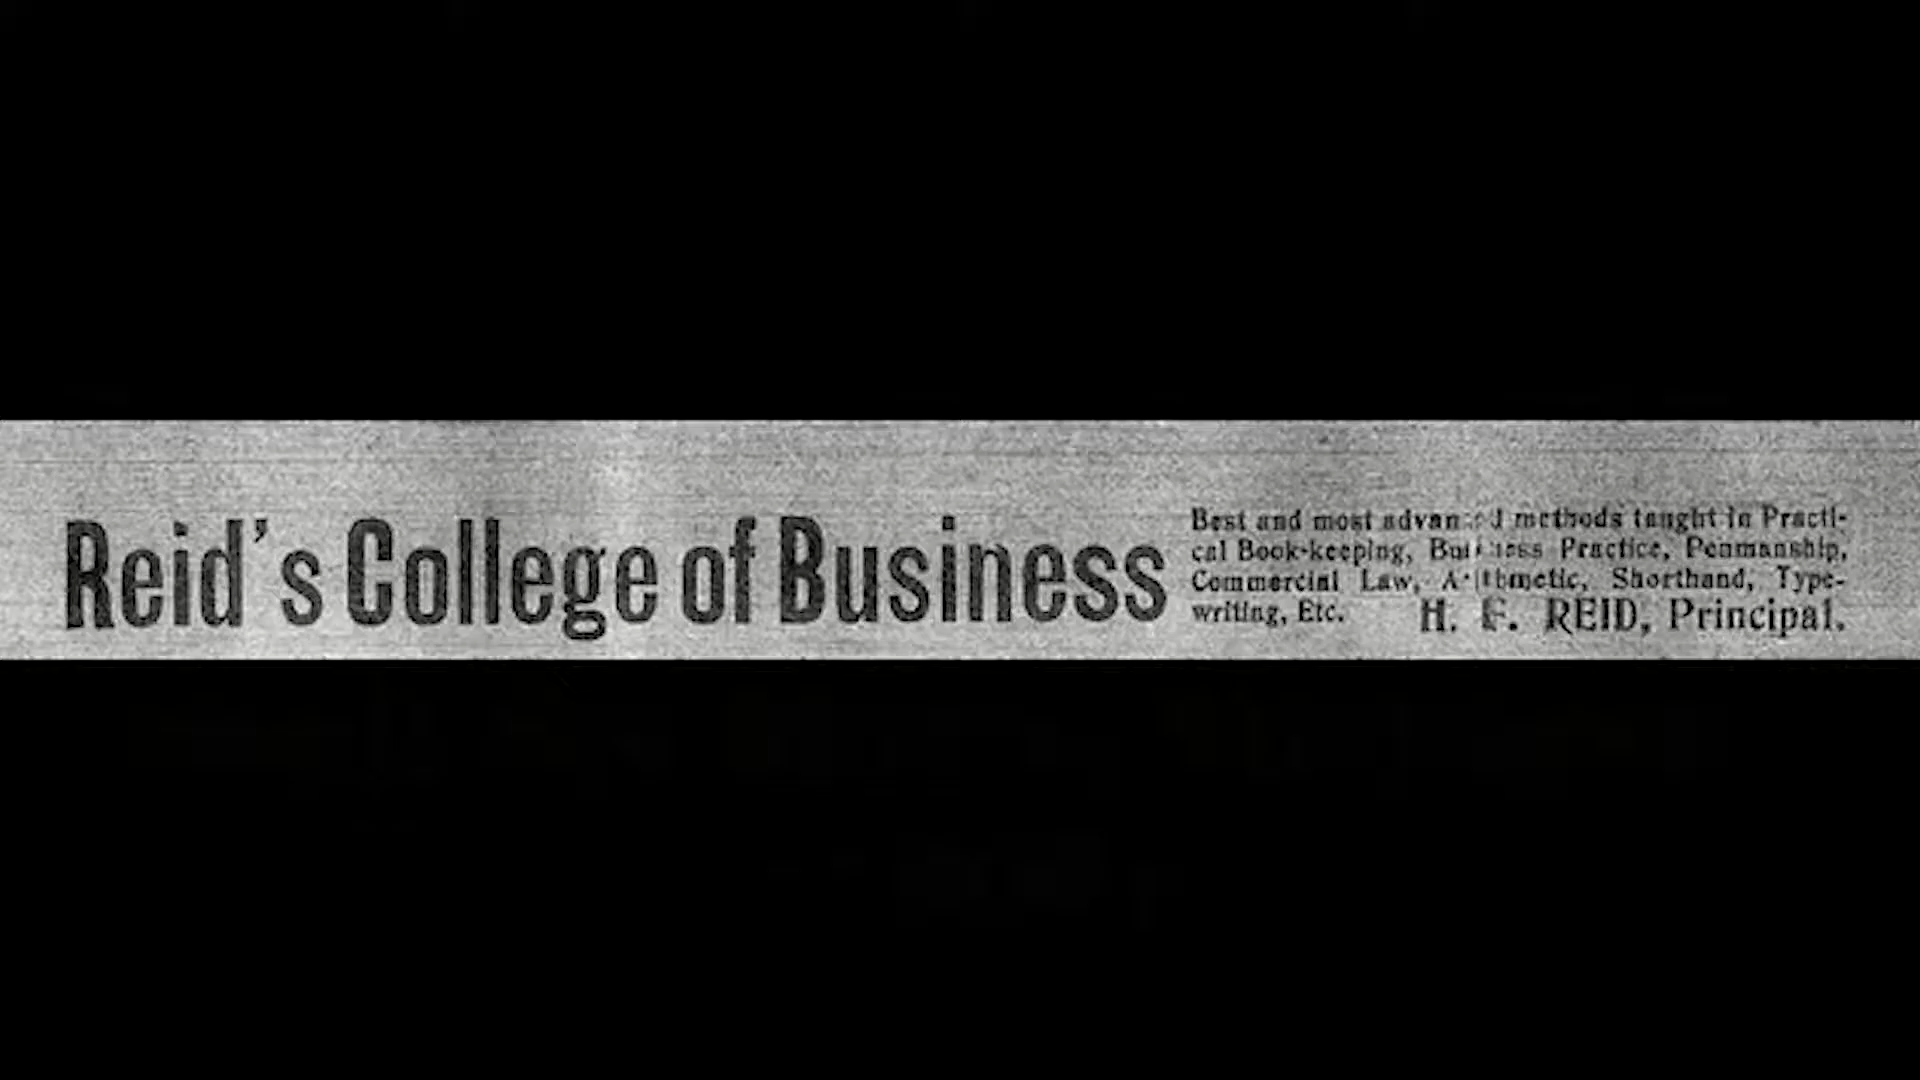 Reid's College of Business
Best and most advanced methods taught in Practi-
cal Book-keeping, Business Practice, Penmanship,
Commercial Law, Arithmetic, Shorthand, Type-
writing, Etc.
H. F. REID, Principal.